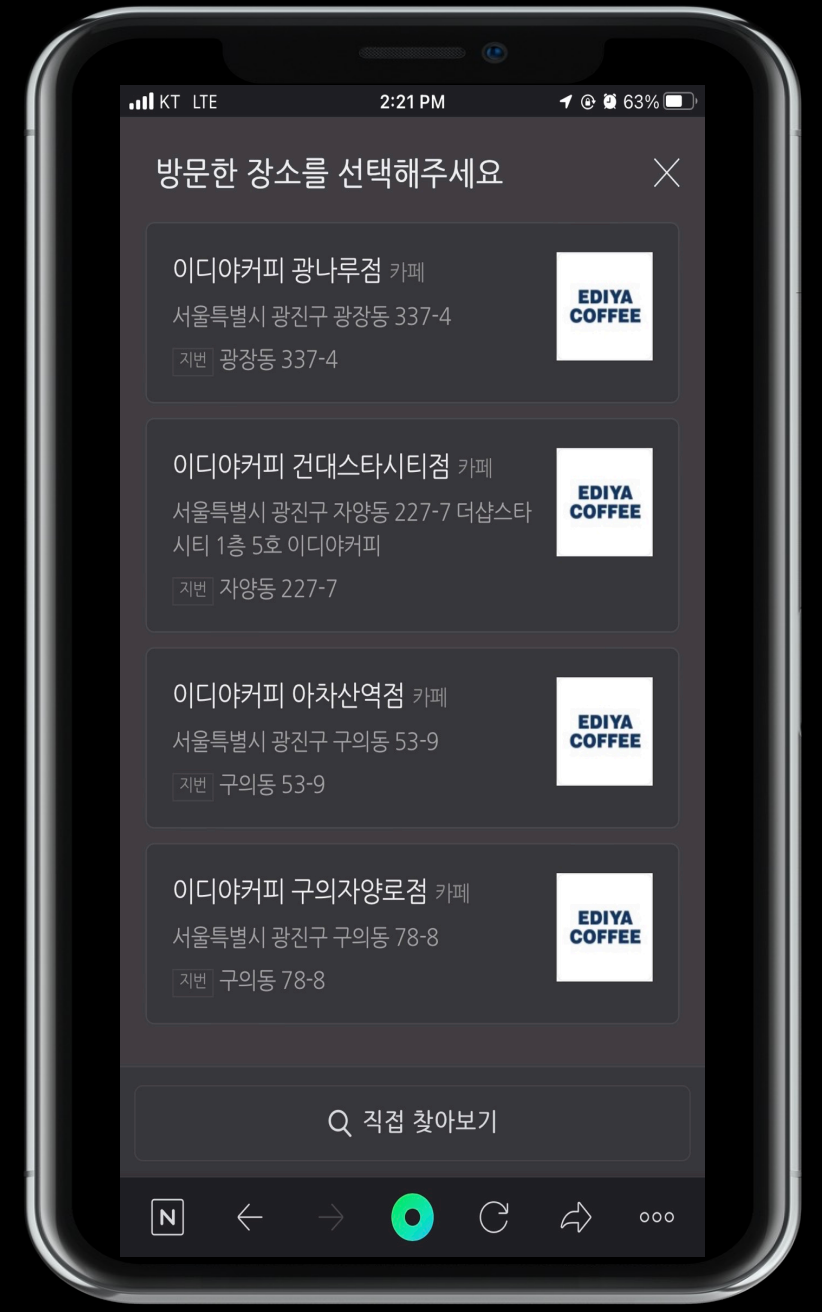 KT LTE 2:21 PM 63%
방문한 장소를 선택해주세요
이디야커피 광나루점 카페
서울특별시 광진구 광장동 337-4
지번 광장동 337-4
EDIYA
COFFEE
이디야커피 건대스타시티점 카페
서울특별시 광진구 자양동 227-7 더샵스타
시티 1층 5호 이디야커피
지번 자양동 227-7
EDIYA
COFFEE
이디야커피 아차산역점 카페
서울특별시 광진구 구의동 53-9
지번 구의동 53-9
EDIYA
COFFEE
이디야커피 구의자양로점 카페
서울특별시 광진구 구의동 78-8
지번 구의동 78-8
EDIYA
COFFEE
직접 찾아보기
N